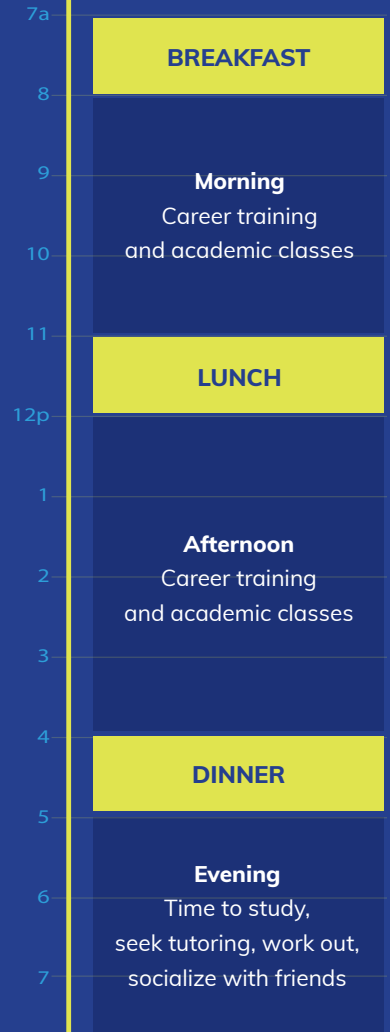 7a
BREAKFAST
8
9
Morning
Career training
and academic classes
10
11
LUNCH
12p
1
Afternoon
2
Career training
and academic classes
3
4
DINNER
5
Evening
6
Time to study,
seek tutoring, work out,
socialize with friends
7